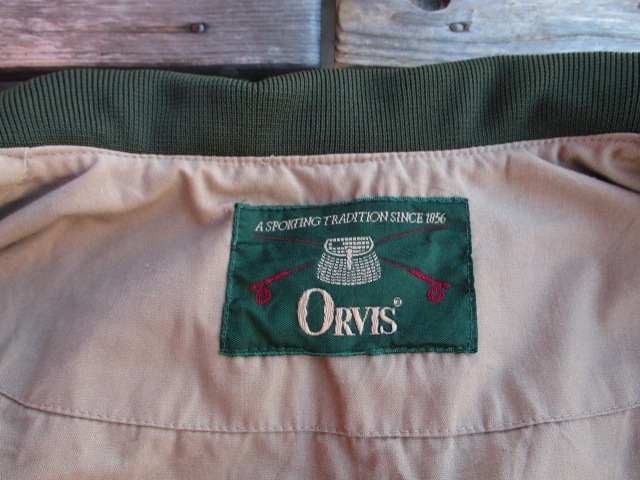 A SPORTING TRADITION SINCE 1856
ORVIS®